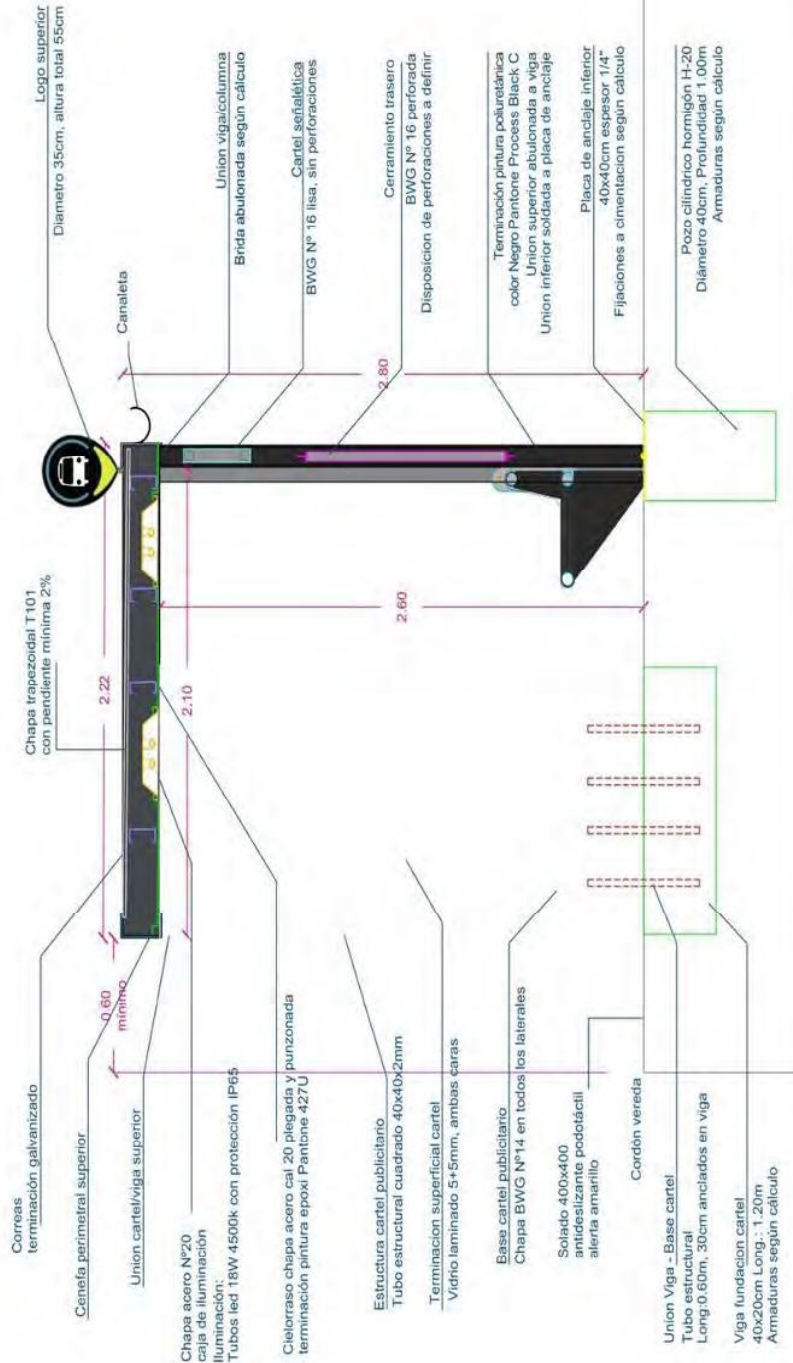 Logo superior
Diametro 35cm, altura total 55cm
Canaleta
Union viga/columna
Brida abulonada según cálculo
Cartel señalética
BWG Nº 16 lisa, sin perforaciones
Cerramiento trasero
BWG Nº 16 perforada
Disposicion de perforaciones a definir
Terminación pintura poliuretánica
color Negro Pantone Process Black C
Union superior abulonada a viga
Union inferior soldada a placa de anclaje
Placa de anclaje inferior
40x40cm espesor 1/4"
Fijaciones a cimentacion según cálculo
Pozo cilíndrico hormigón H-20-
Diámetro 40cm, Profundidad 1.00m
Armaduras según cálculo
2.80
Chapa trapezoidal T101
con pendiente mínima 2%
2.22
2.10
2.60
0.60
mínimo
Correas
terminación galvanizado
Cenefa perimetral superior
Union cartel/viga superior
Chapa acero Nº20
caja de iluminación
Iluminación:
Tubos led 18W 4500k con protección IP65
Cielorraso chapa acero cal 20 plegada y punzonada
terminación pintura epoxi Pantone 427U
Estructura cartel publicitario
Tubo estructural cuadrado 40x40x2mm
Terminacion superficial cartel
Vidrio laminado 5+5mm, ambas caras
Base cartel publicitario
Chapa BWG Nº14 en todos los laterales
Solado 400x400
antideslizante podotáctil
alerta amarillo
Cordón vereda
Union Viga - Base cartel
Tubo estructural
Long:0.60m, 30cm anclados en viga
Viga fundacion cartel
40x20cm Long.: 1.20m
Armaduras según cálculo